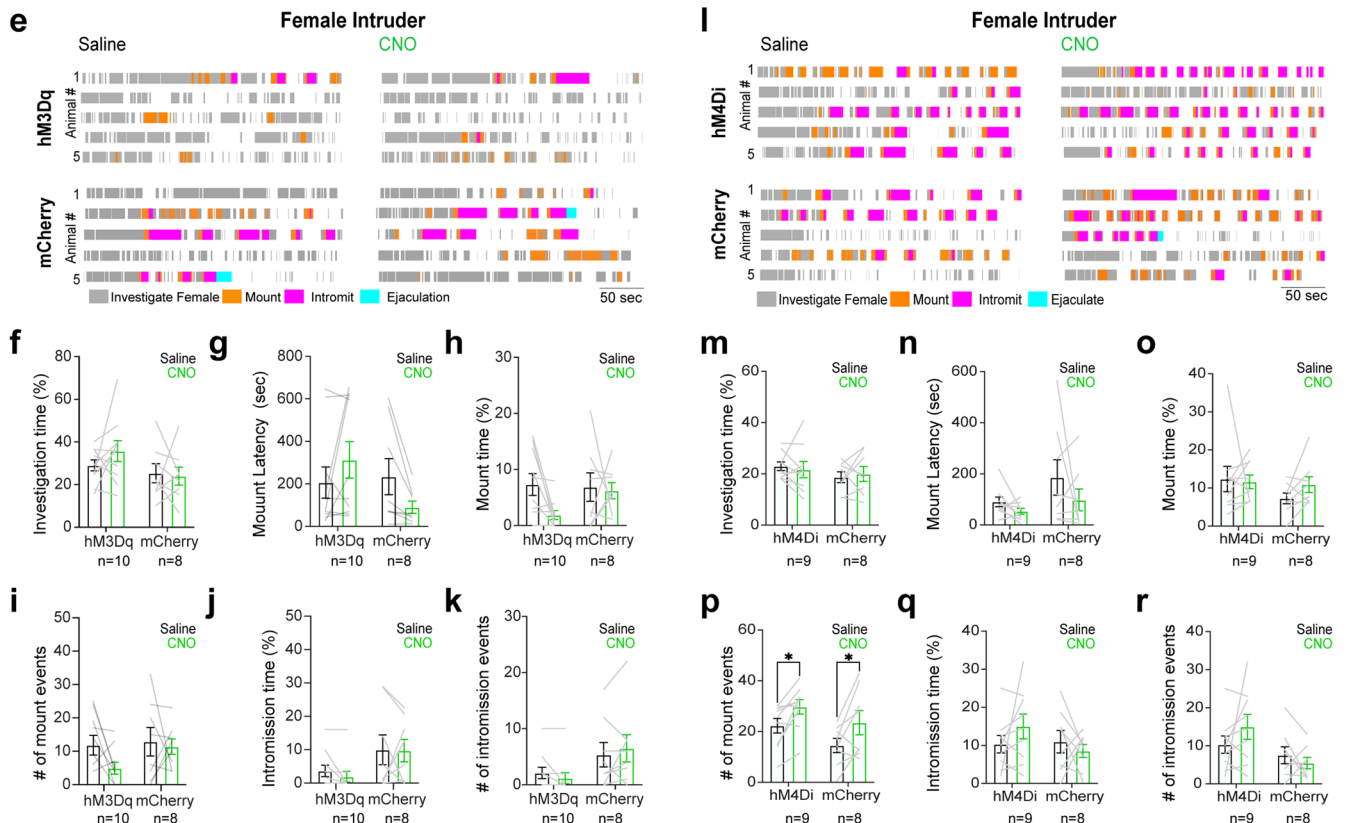 e
Female Intruder
Saline
CNO
hM3Dq
Animal #
1
5
mCherry
Animal #
1
5
Investigate Female
Mount
Intromit
Ejaculation
50 sec
l
Female Intruder
Saline
CNO
hM4Di
Animal #
1
5
mCherry
Animal #
1
5
Investigate Female
Mount
Intromit
Ejaculate
50 sec
f
Investigation time (%)
80
60
40
20
0
Saline
CNO
hM3Dq
mCherry
n=10
n=8
g
Mouunt Latency (sec)
800
600
400
200
0
Saline
CNO
hM3Dq
mCherry
n=10
n=8
h
Mount time (%)
30
20
10
0
Saline
CNO
hM3Dq
mCherry
n=10
n=8
m
Investigation time (%)
80
60
40
20
0
Saline
CNO
hM4Di
mCherry
n=9
n=8
n
Mount Latency (sec)
600
400
200
0
Saline
CNO
hM4Di
mCherry
n=9
n=8
o
Mount time (%)
40
30
20
10
0
Saline
CNO
hM4Di
mCherry
n=9
n=8
i
# of mount events
50
40
30
20
10
0
Saline
CNO
hM3Dq
mCherry
n=10
n=8
j
Intromission time (%)
50
40
30
20
10
0
Saline
CNO
hM3Dq
mCherry
n=10
n=8
k
# of intromission events
30
20
10
0
Saline
CNO
hM3Dq
mCherry
n=10
n=8
p
# of mount events
60
40
20
0
Saline
CNO
*
*
hM4Di
mCherry
n=9
n=8
q
Intromission time (%)
40
30
20
10
0
Saline
CNO
hM4Di
mCherry
n=9
n=8
r
# of intromission events
40
30
20
10
0
Saline
CNO
hM4Di
mCherry
n=9
n=8